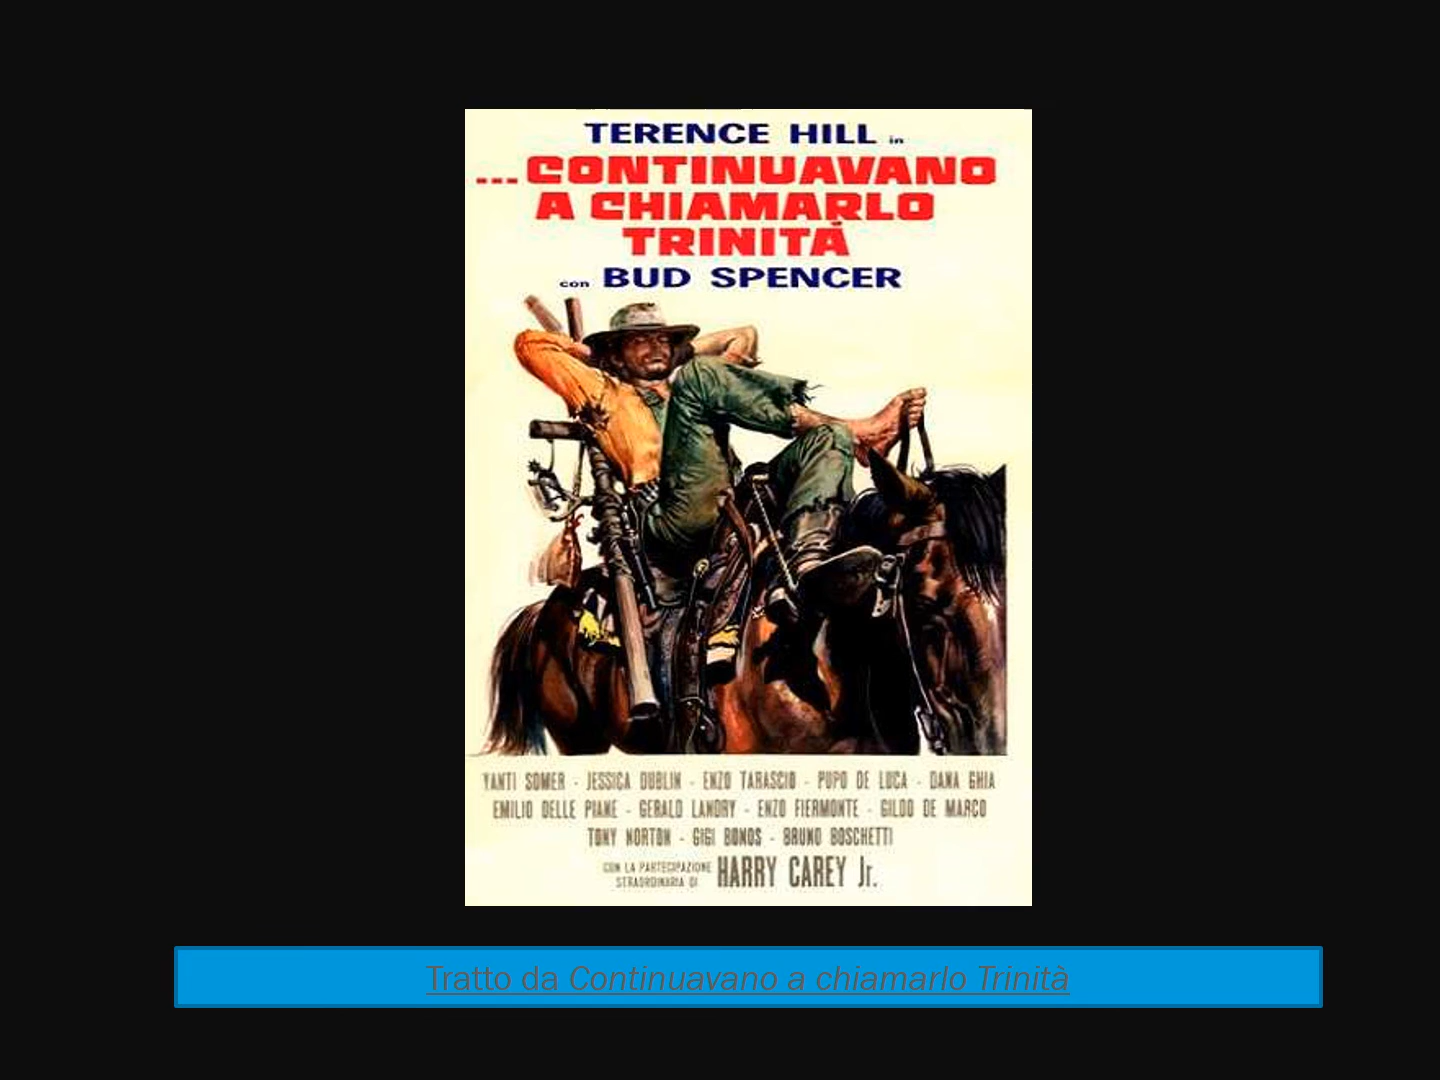 TERENCE HILL in
...CONTINUAVANO
A CHIAMARLO
TRINITÀ
con BUD SPENCER
YANTI SOMER - JESSICA DUBLIN - ENZO TARASCIO - PUPO DE LUCA - DANA GHIA
EMILIO DELLE PIANE - GERALD LANDRY - ENZO FIERMONTE - GILDO DE MARCO
TONY NORTON - GIGI BONOS - BRUNO BOSCHETTI
CON LA PARTECIPAZIONE
STRAORDINARIA DI HARRY CAREY Jr.
Tratto da Continuavano a chiamarlo Trinità